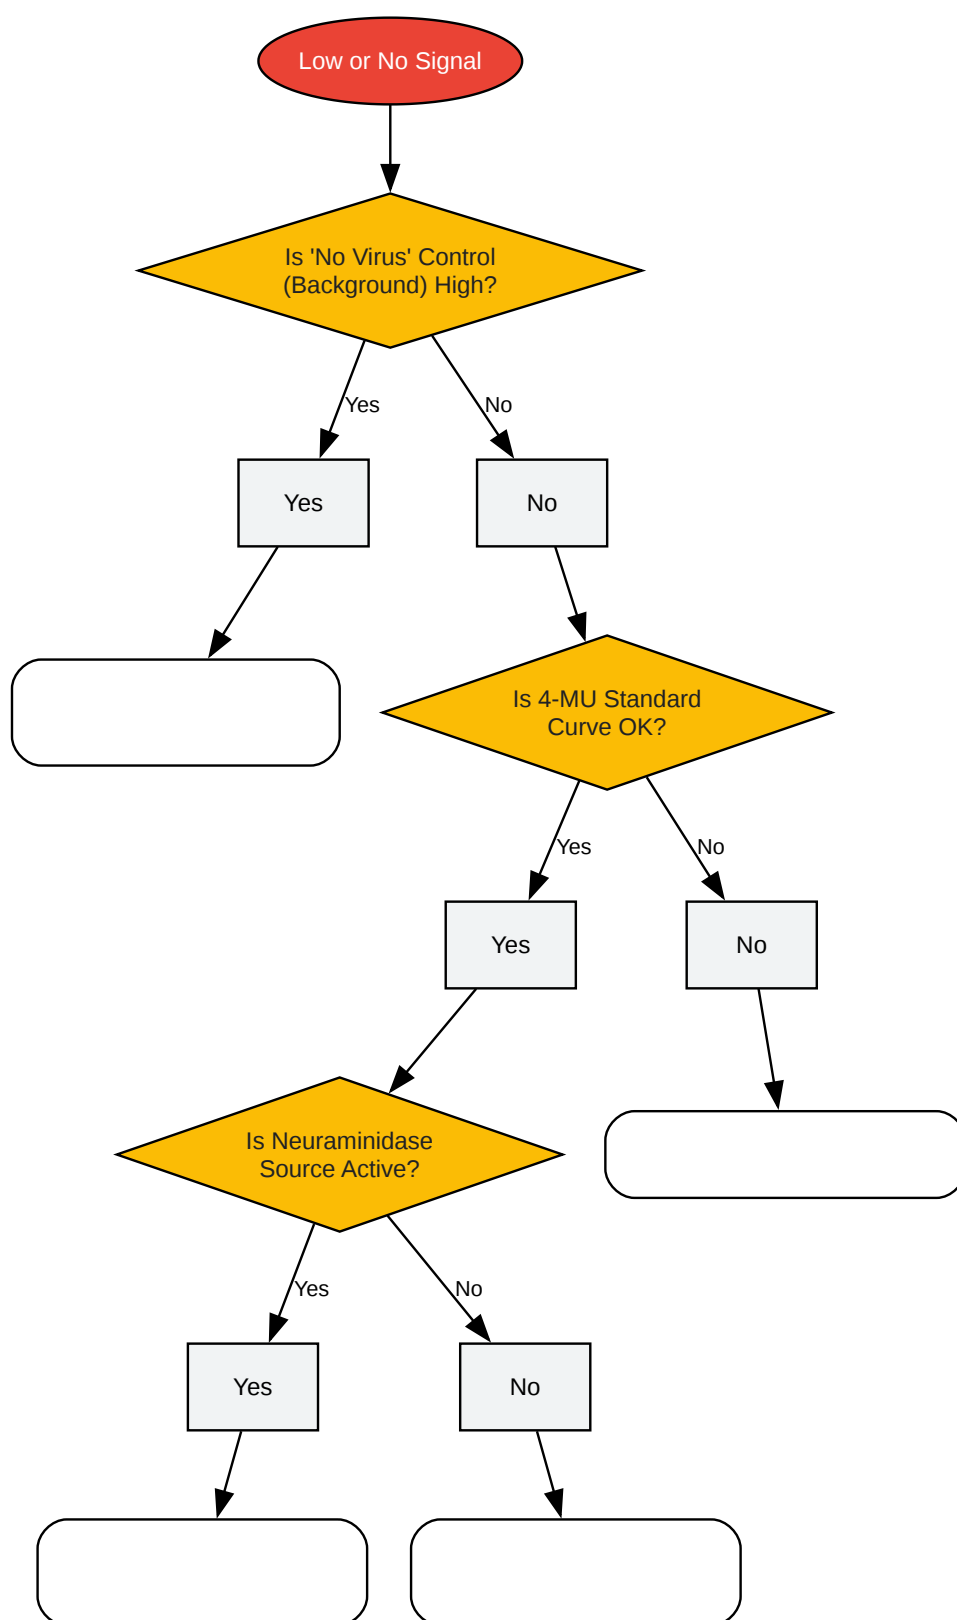 Low or No Signal
Is 'No Virus' Control
(Background) High?
Yes
No
Yes
No
Is 4-MU Standard
Curve OK?
Yes
No
Yes
No
Is Neuraminidase
Source Active?
Yes
No
Yes
No